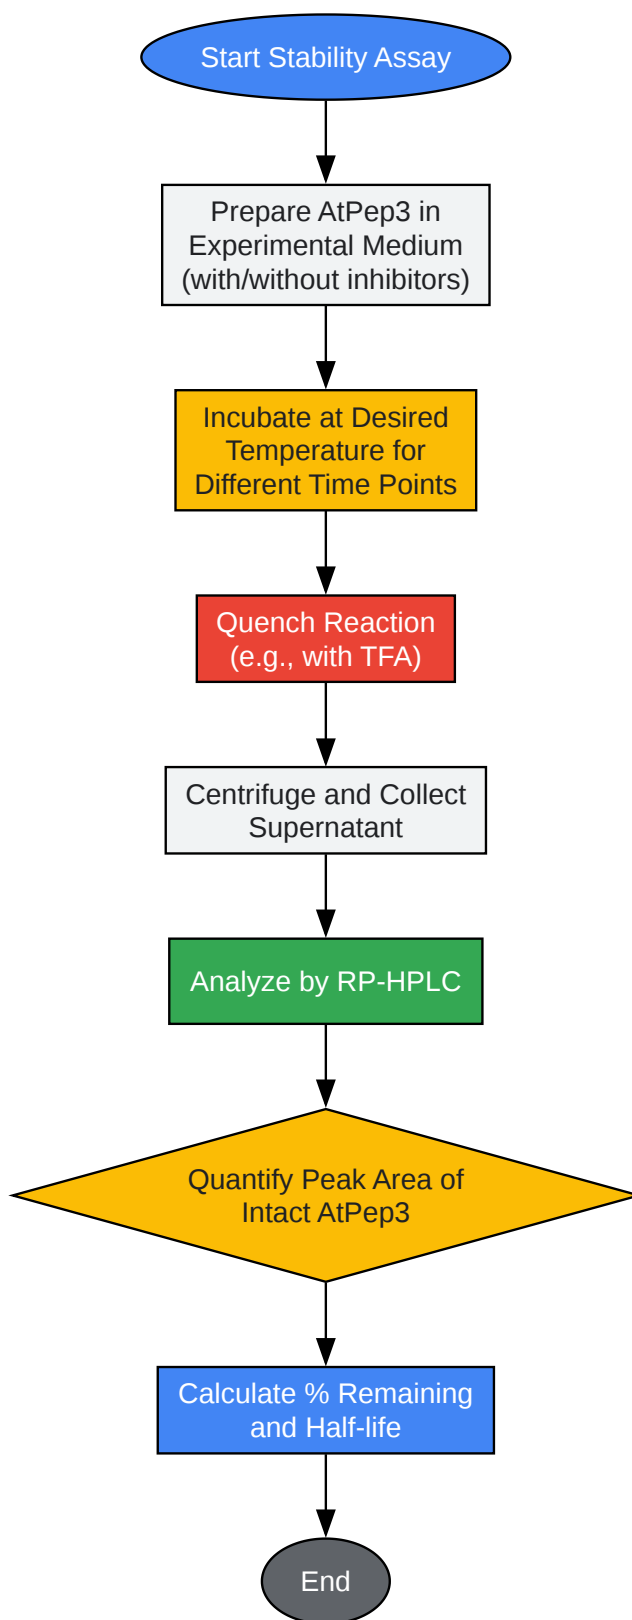 Start Stability Assay
Prepare AtPep3 in
Experimental Medium
(with/without inhibitors)
Incubate at Desired
Temperature for
Different Time Points
Quench Reaction
(e.g., with TFA)
Centrifuge and Collect
Supernatant
Analyze by RP-HPLC
Quantify Peak Area of
Intact AtPep3
Calculate % Remaining
and Half-life
End